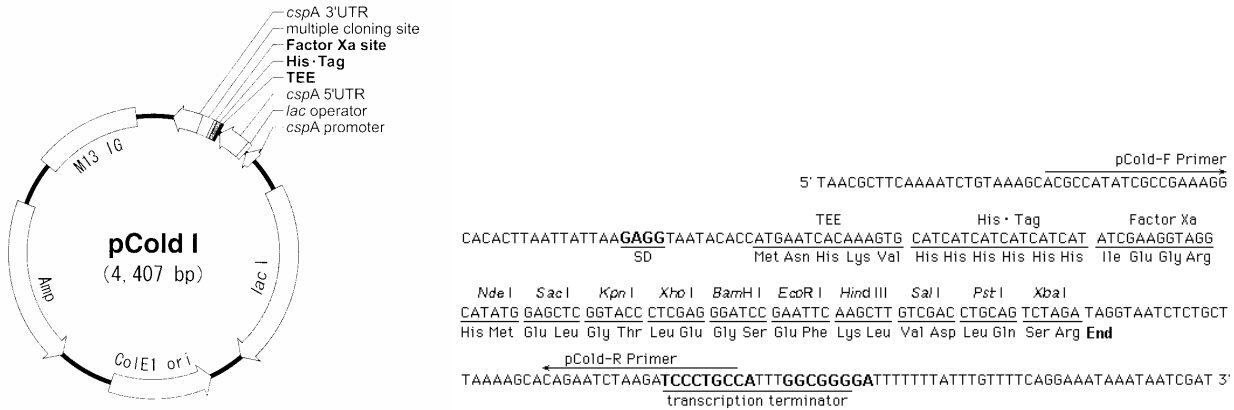 cspA 3'UTR
multiple cloning site
Factor Xa site
His･Tag
TEE
cspA 5'UTR
lac operator
cspA promoter
M13 IG
pCold I
(4,407 bp)
Amp
lac I
ColE1 ori
pCold-F Primer
5' TAACGCTTCAAAATCTGTAAAGCACGCCATATCGCCGAAAGG
TEE His･Tag Factor Xa
CACACTTAATTATTAAGAGGTAATACACCATGAATCACAAAGTG CATCATCATCATCATCAT ATCGAAGGTAGG
SD Met Asn His Lys Val His His His His His His Ile Glu Gly Arg
Nde I Sac I Kpn I Xho I BamH I EcoR I Hind III Sal I Pst I Xba I
CATATG GAGCTC GGTACC CTCGAG GGATCC GAATTC AAGCTT GTCGAC CTGCAG TCTAGA TAGGTAATCTCTGCT
His Met Glu Leu Gly Thr Leu Glu Gly Ser Glu Phe Lys Leu Val Asp Leu Gln Ser Arg End
pCold-R Primer
TAAAAGCACAGAATCTAAGATCCCTGCCATTTGGCGGGGATTTTTTTATTTGTTTTCAGGAAATAAATAATCGAT 3'
transcription terminator